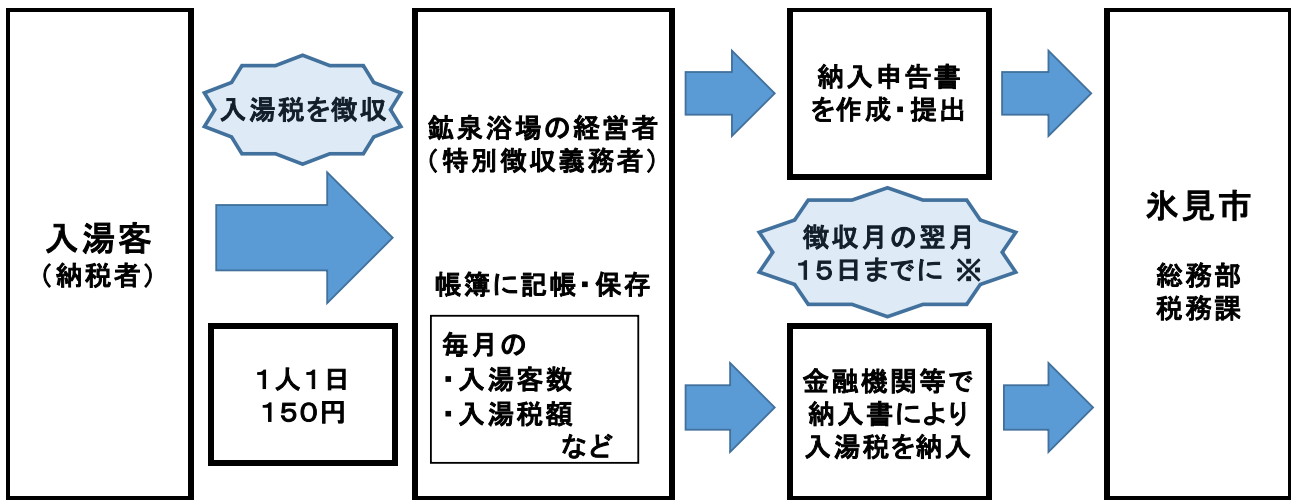 入湯客
（納税者）
入湯税を徴収
１人１日
１５０円
鉱泉浴場の経営者
（特別徴収義務者）
帳簿に記帳・保存
毎月の
・入湯客数
・入湯税額
など
納入申告書
を作成・提出
徴収月の翌月
１５日までに ※
金融機関等で
納入書により
入湯税を納入
氷見市
総務部
税務課